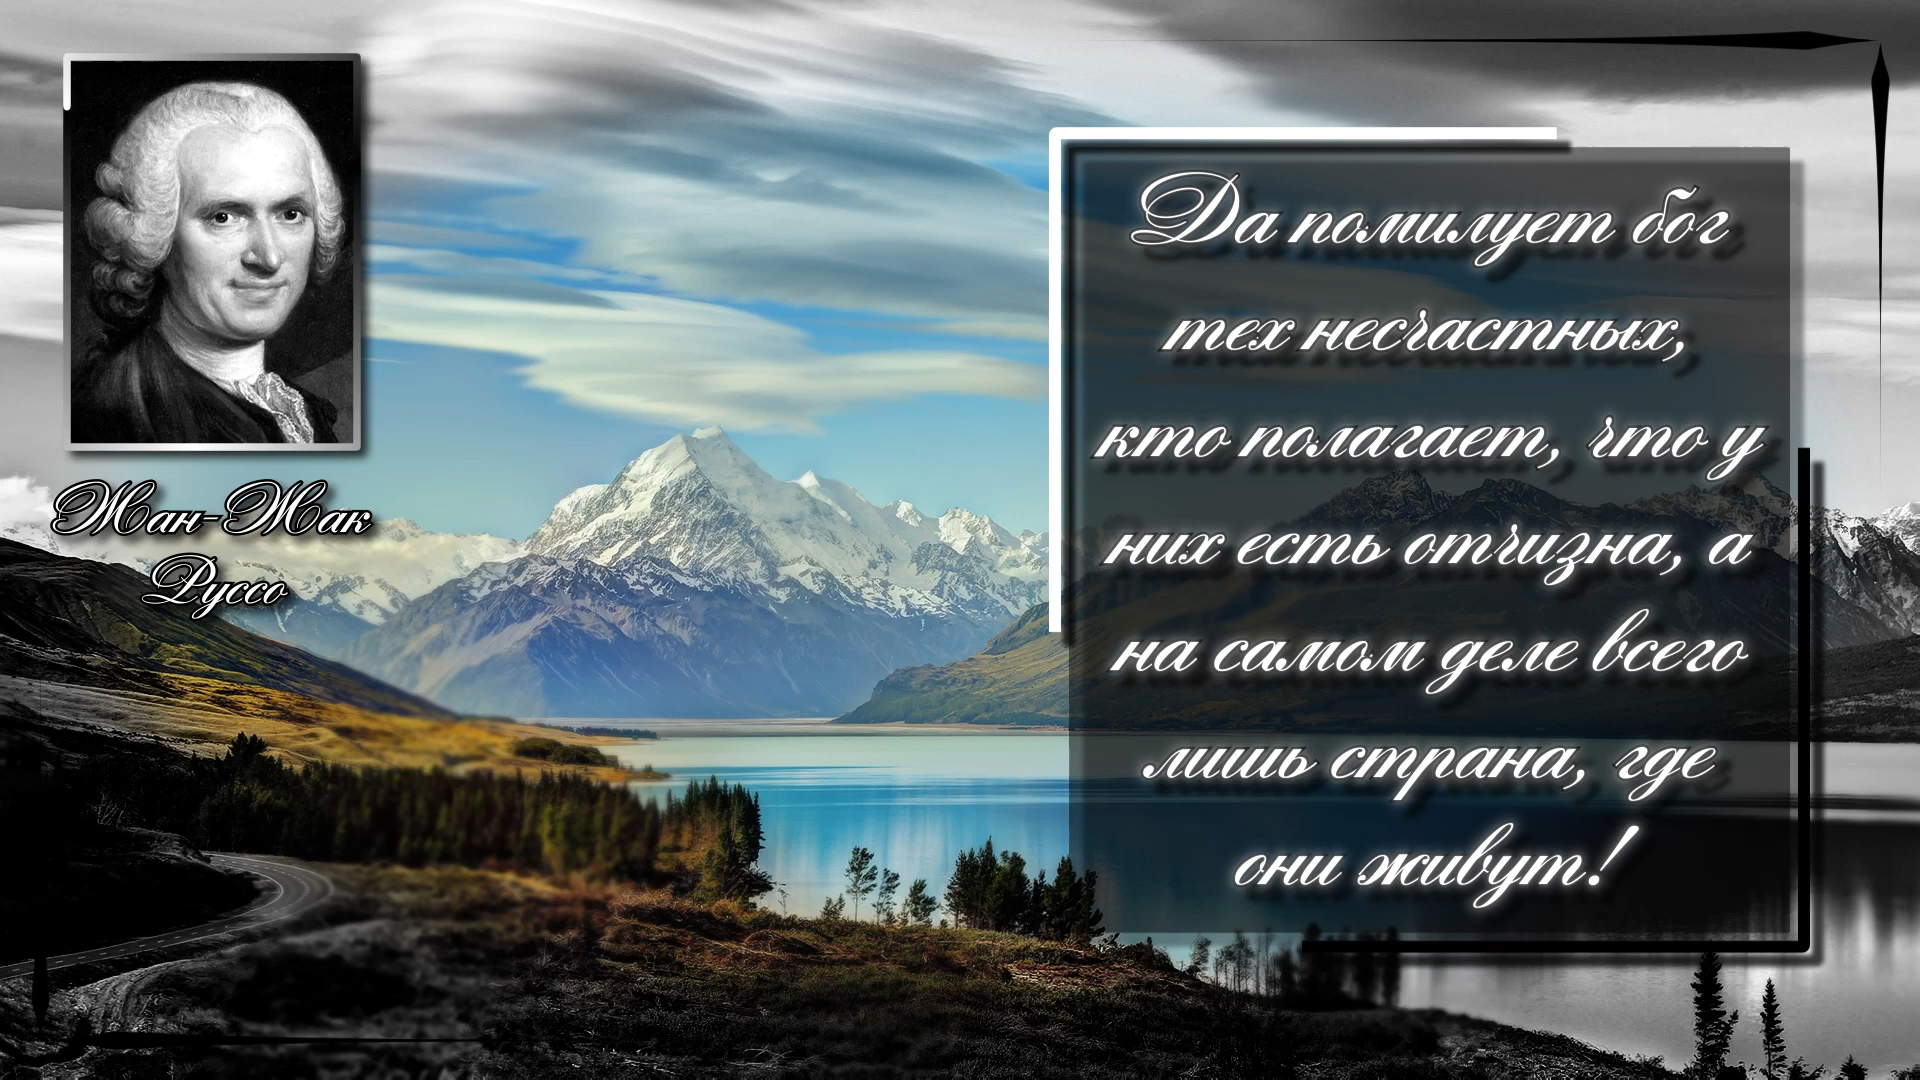 Жан-Жак
Руссо
Да помилует бог
тех несчастных,
кто полагает, что у
них есть отчизна, а
на самом деле всего
лишь страна, где
они живут!